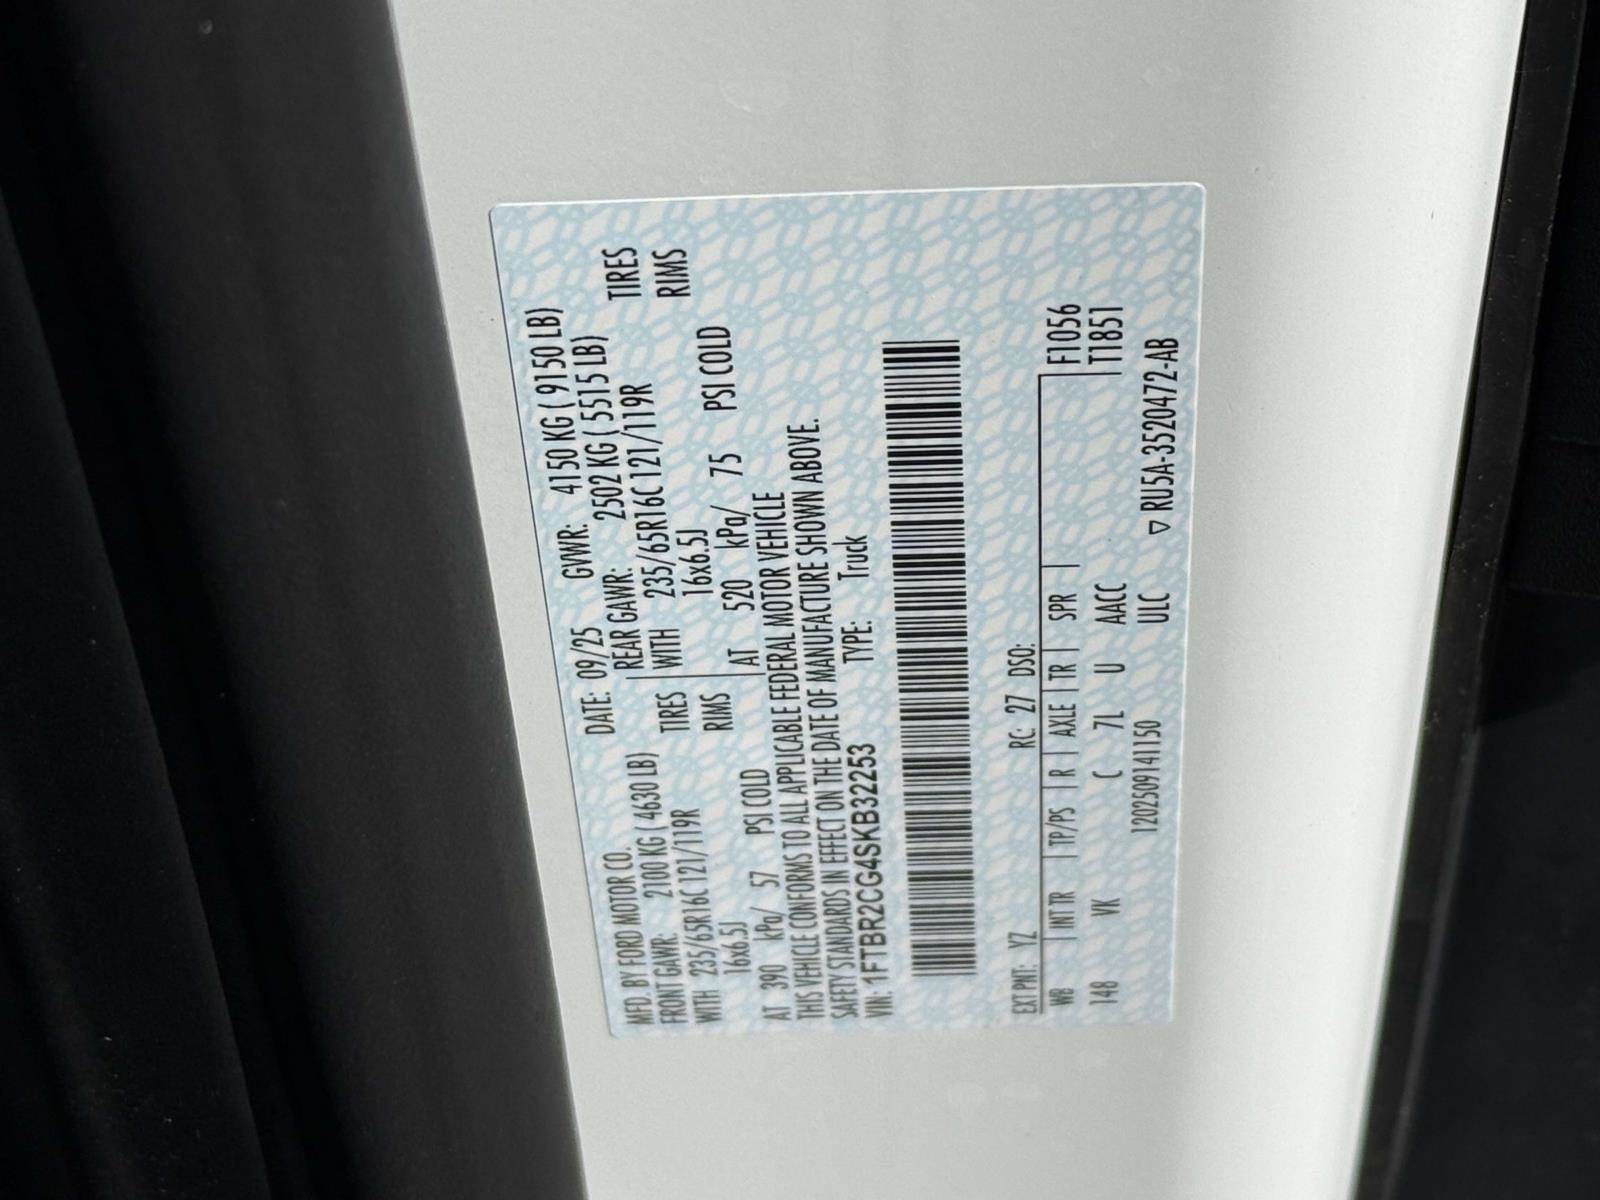 MFD. BY FORD MOTOR CO.
DATE: 09/25 GVWR: 4150 KG ( 9150 LB)
FRONT GAWR: 2100 KG ( 4630 LB)
REAR GAWR: 2502 KG ( 5515 LB)
WITH 235/65R16C 121/119R TIRES
WITH 235/65R16C 121/119R TIRES
16x6.5J RIMS
16x6.5J RIMS
AT 390 kPa/ 57 PSI COLD
AT 520 kPa/ 75 PSI COLD
THIS VEHICLE CONFORMS TO ALL APPLICABLE FEDERAL MOTOR VEHICLE
SAFETY STANDARDS IN EFFECT ON THE DATE OF MANUFACTURE SHOWN ABOVE.
VIN: 1FTBR2CG4SKB32253 TYPE: Truck
EXT PNT: YZ RC: 27 DSO:
WB | INT TR | TP/PS | R | AXLE | TR | SPR | F1056
148 VK C 7L U AACC T1851
12025091411150 ULC
▽ RU5A-3520472-AB